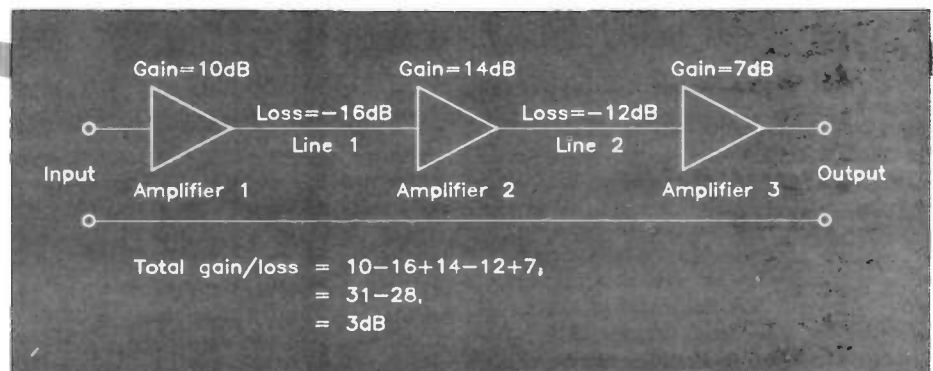 Gain=10dB Gain=14dB Gain=7dB
Loss=−16dB Loss=−12dB
Line 1 Line 2
Input Output
Amplifier 1 Amplifier 2 Amplifier 3
Total gain/loss = 10−16+14−12+7,
= 31−28,
= 3dB